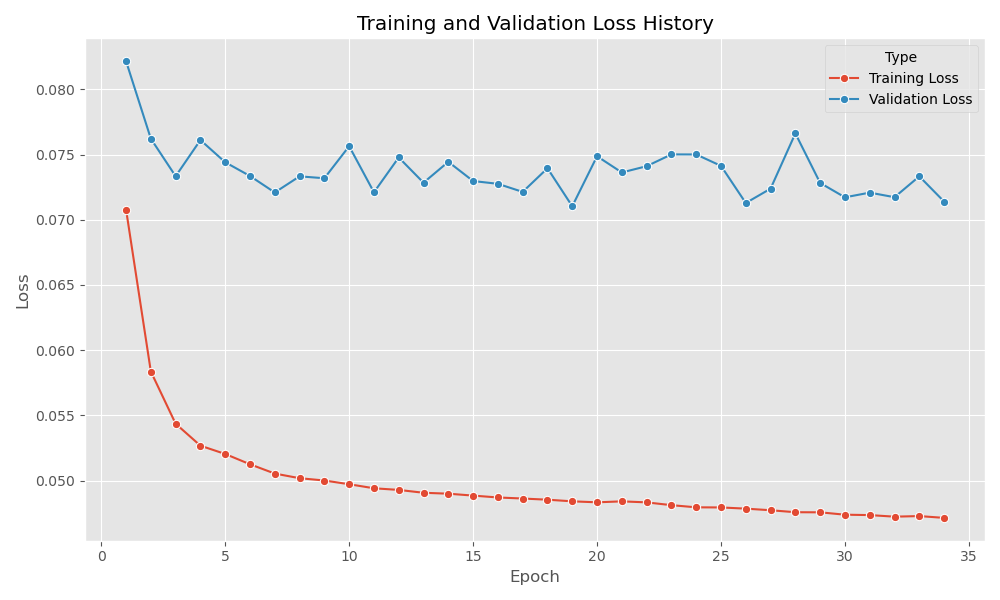 Training and Validation Loss History
Type
Training Loss
Validation Loss
Loss
0.080
0.075
0.070
0.065
0.060
0.055
0.050
0 5 10 15 20 25 30 35
Epoch